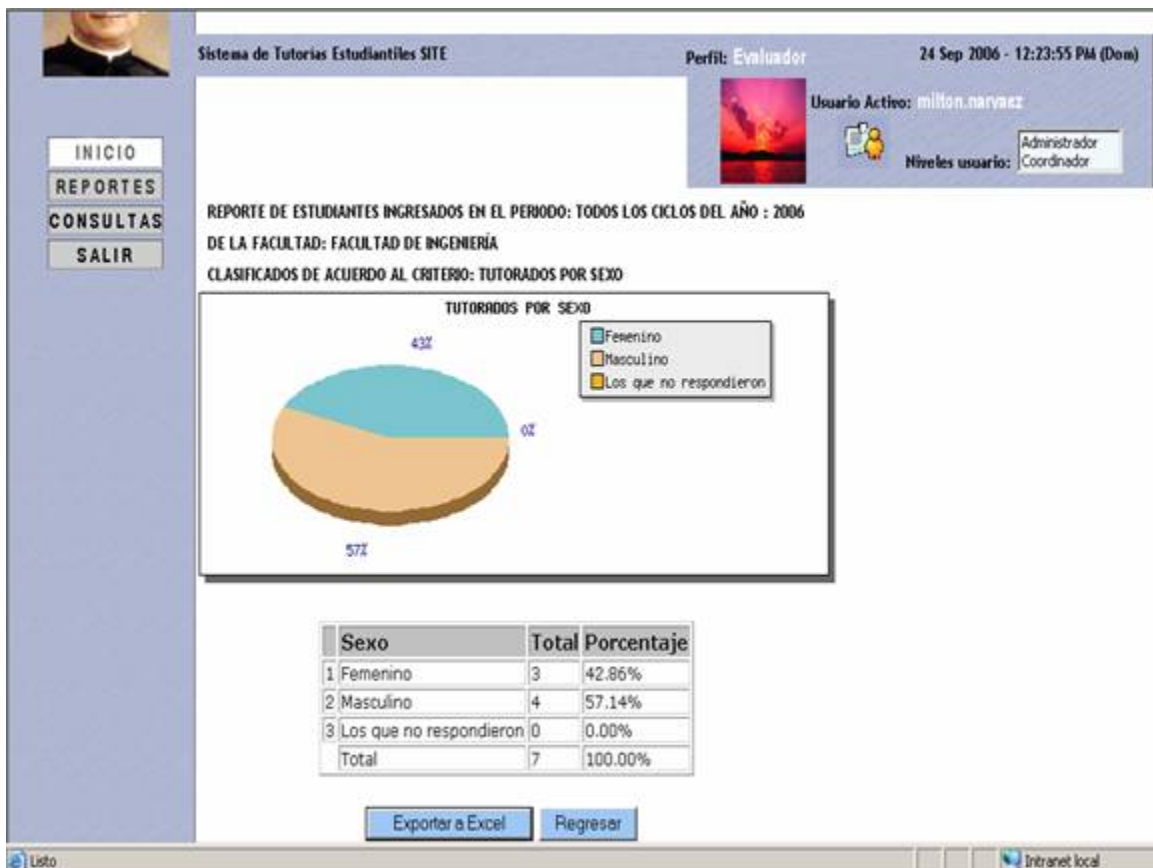 Sistema de Tutorías Estudiantiles SITE
Perfil: Evaluador
24 Sep 2006 - 12:23:55 PM (Dom)
Usuario Activo: milton.narvaez
Niveles usuario:
Administrador
Coordinador
INICIO
REPORTES
CONSULTAS
SALIR
REPORTE DE ESTUDIANTES INGRESADOS EN EL PERIODO: TODOS LOS CICLOS DEL AÑO : 2006
DE LA FACULTAD: FACULTAD DE INGENIERÍA
CLASIFICADOS DE ACUERDO AL CRITERIO: TUTORADOS POR SEXO
TUTORADOS POR SEXO
Femenino
Masculino
Los que no respondieron
43%
0%
57%
Sexo Total Porcentaje
1 Femenino 3 42.86%
2 Masculino 4 57.14%
3 Los que no respondieron 0 0.00%
Total 7 100.00%
Exportar a Excel Regresar
Listo Intranet local